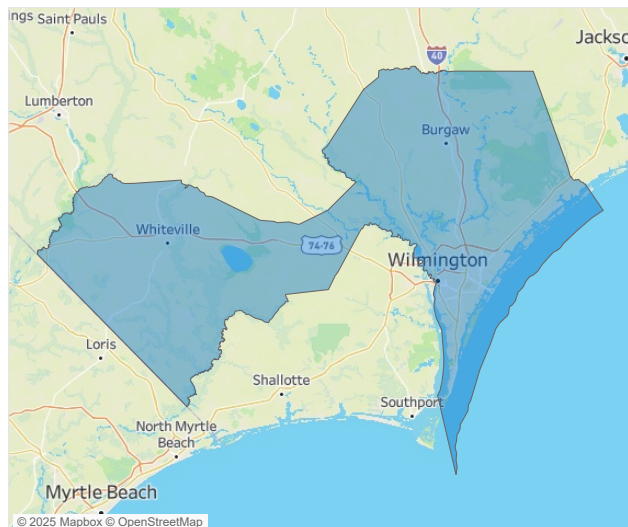 ngs
Saint Pauls
40
Jackso
Lumberton
Burgaw
Whiteville
74-76
Wilmington
Loris
Shallotte
Southport
North Myrtle
Beach
Myrtle Beach
© 2025 Mapbox © OpenStreetMap